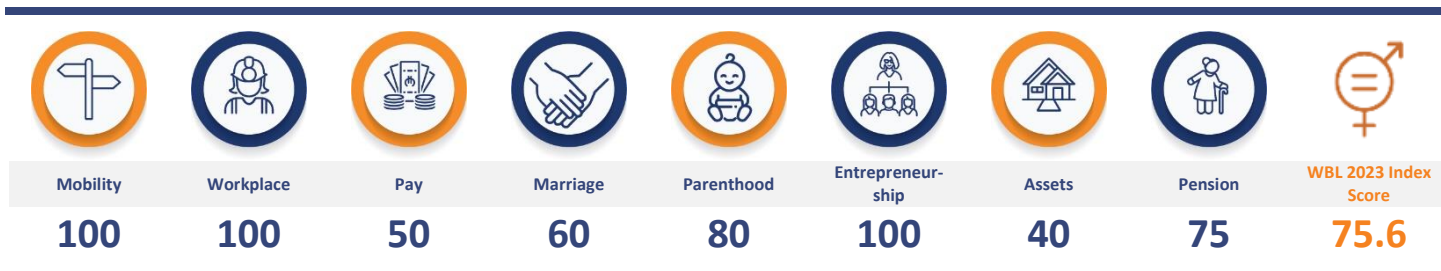 Mobility
Workplace
Pay
Marriage
Parenthood
Entrepreneur-
ship
Assets
Pension
WBL 2023 Index
Score
100
100
50
60
80
100
40
75
75.6